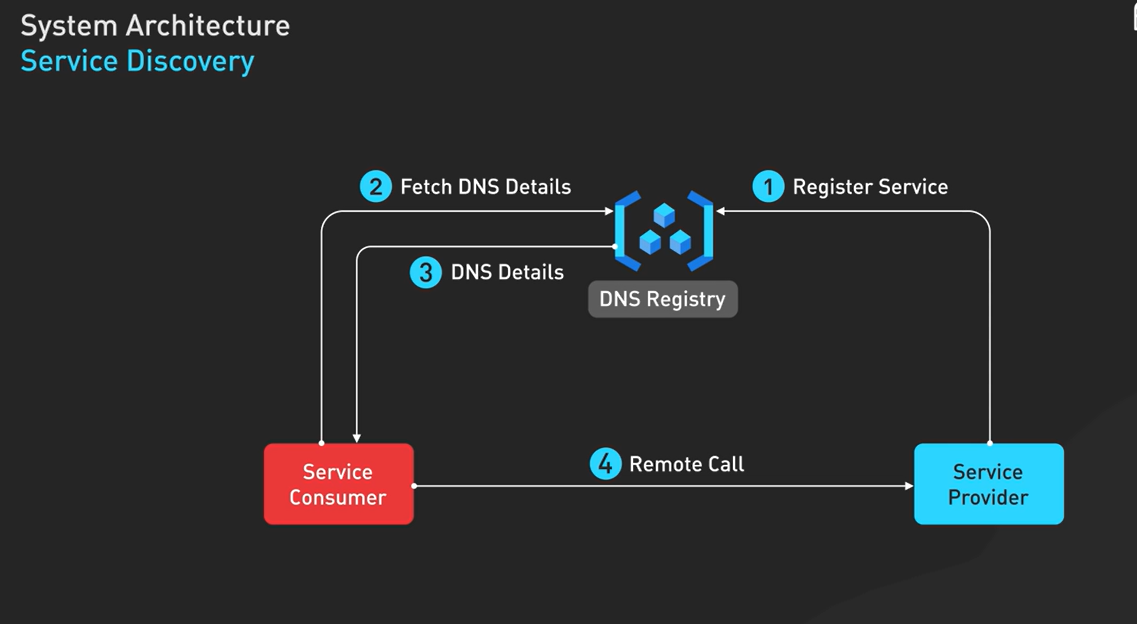 System Architecture
Service Discovery
2 Fetch DNS Details
1 Register Service
3 DNS Details
DNS Registry
4 Remote Call
Service
Consumer
Service
Provider